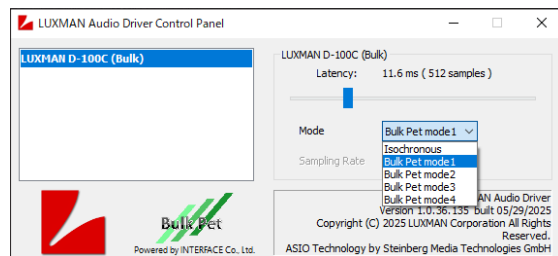 LUXMAN Audio Driver Control Panel
LUXMAN D-100C (Bulk)
LUXMAN D-100C (Bulk)
Latency: 11.6 ms ( 512 samples )
Mode Bulk Pet mode1
Isochronous
Bulk Pet mode1
Bulk Pet mode2
Bulk Pet mode3
Bulk Pet mode4
Sampling Rate
Bulk Pet
Powered by INTERFACE Co., Ltd.
AN Audio Driver
Version 1.0.36.135 built 05/29/2025
Copyright (C) 2025 LUXMAN Corporation All Rights
Reserved.
ASIO Technology by Steinberg Media Technologies GmbH